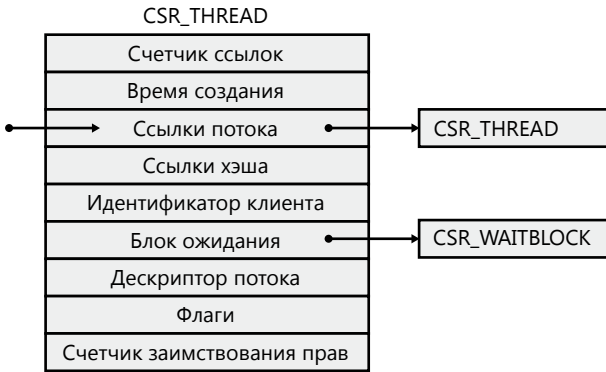 CSR_THREAD
Счетчик ссылок
Время создания
Ссылки потока
CSR_THREAD
Ссылки хэша
Идентификатор клиента
Блок ожидания
CSR_WAITBLOCK
Дескриптор потока
Флаги
Счетчик заимствования прав